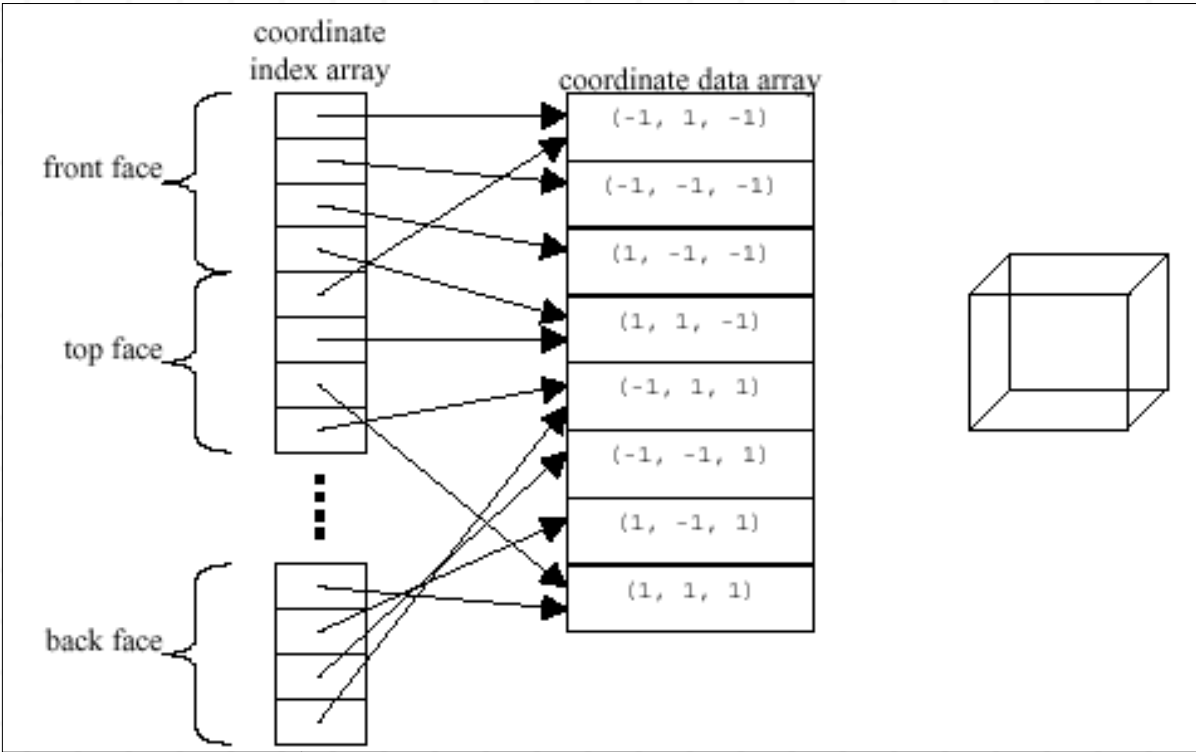 coordinate
index array
coordinate data array
(-1, 1, -1)
front face
(-1, -1, -1)
(1, -1, -1)
(1, 1, -1)
top face
(-1, 1, 1)
(-1, -1, 1)
(1, -1, 1)
(1, 1, 1)
back face